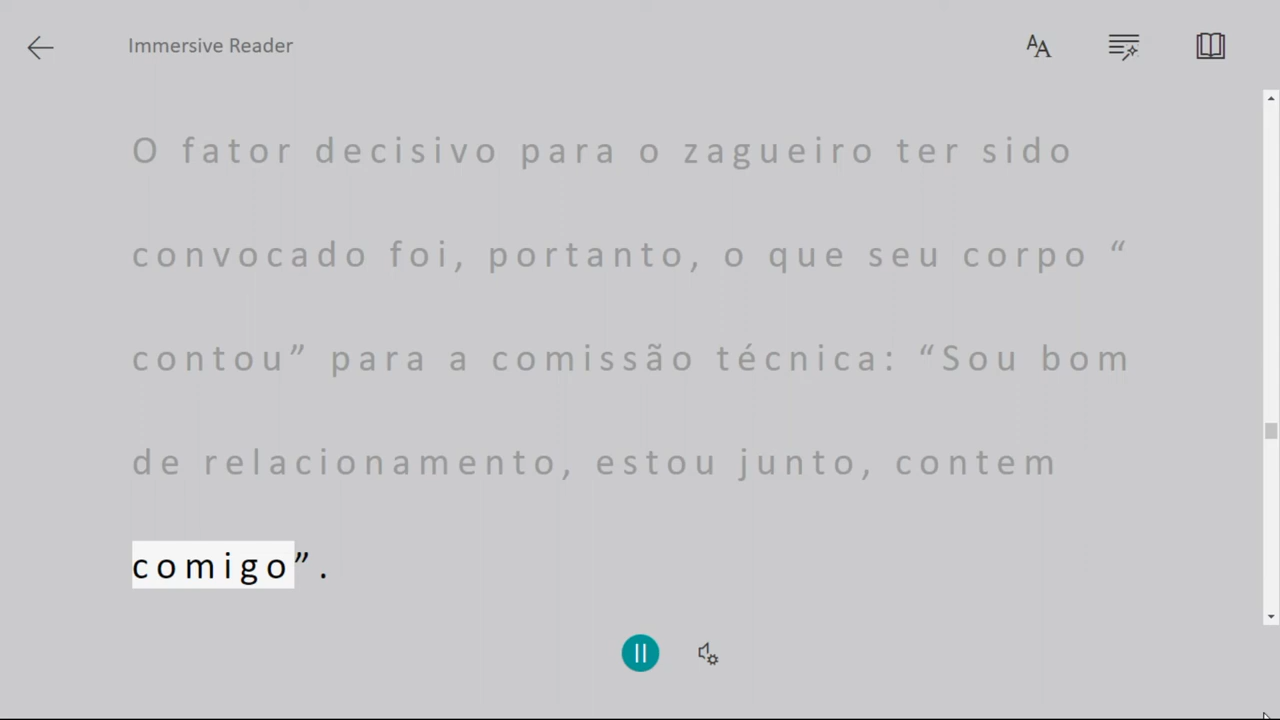 Immersive Reader
O fator decisivo para o zagueiro ter sido
convocado foi, portanto, o que seu corpo “
contou” para a comissão técnica: “Sou bom
de relacionamento, estou junto, contem
comigo”.